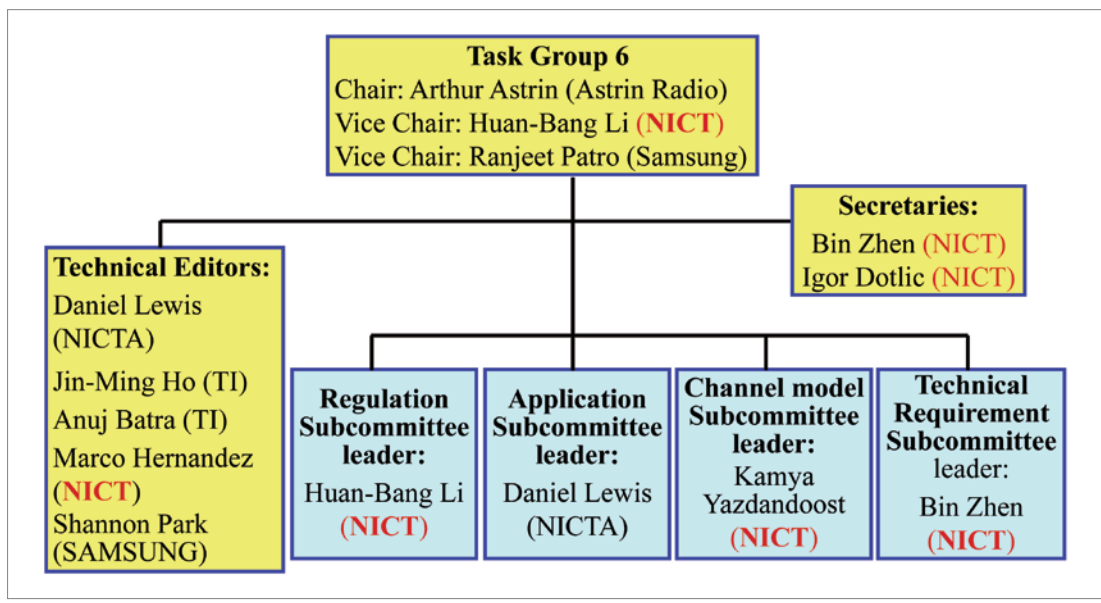 Task Group 6
Chair: Arthur Astrin (Astrin Radio)
Vice Chair: Huan-Bang Li (NICT)
Vice Chair: Ranjeet Patro (Samsung)
Secretaries:
Bin Zhen (NICT)
Igor Dotlic (NICT)
Technical Editors:
Daniel Lewis
(NICTA)
Jin-Ming Ho (TI)
Anuj Batra (TI)
Marco Hernandez
(NICT)
Shannon Park
(SAMSUNG)
Regulation
Subcommittee
leader:
Huan-Bang Li
(NICT)
Application
Subcommittee
leader:
Daniel Lewis
(NICTA)
Channel model
Subcommittee
leader:
Kamya
Yazdandoost
(NICT)
Technical
Requirement
Subcommittee
leader:
Bin Zhen
(NICT)